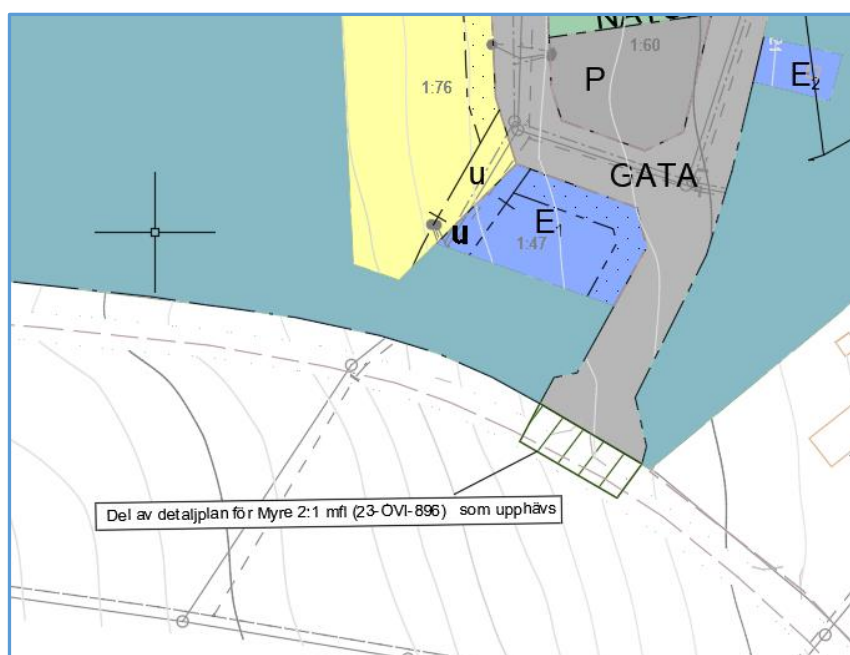 NATUR
1:60
1:76
P
E2
u
GATA
u
E1
1:47
Del av detaljplan för Myre 2:1 mfl (23-ÖVI-896) som upphävs